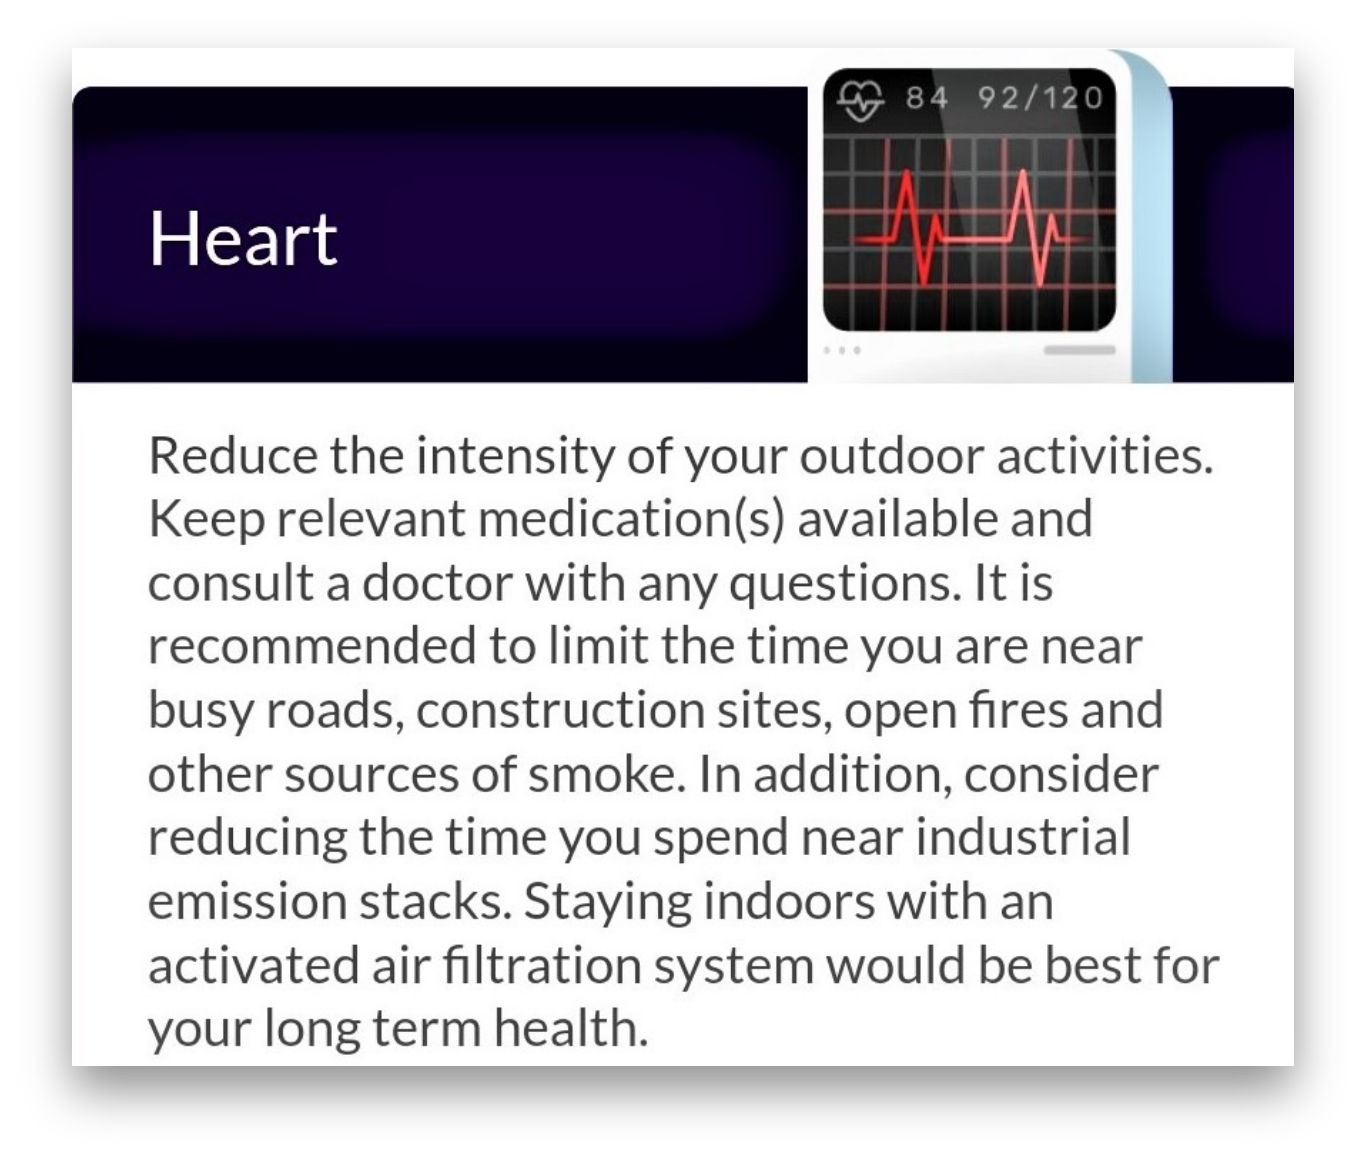 84 92/120
Heart
Reduce the intensity of your outdoor activities.
Keep relevant medication(s) available and
consult a doctor with any questions. It is
recommended to limit the time you are near
busy roads, construction sites, open fires and
other sources of smoke. In addition, consider
reducing the time you spend near industrial
emission stacks. Staying indoors with an
activated air filtration system would be best for
your long term health.